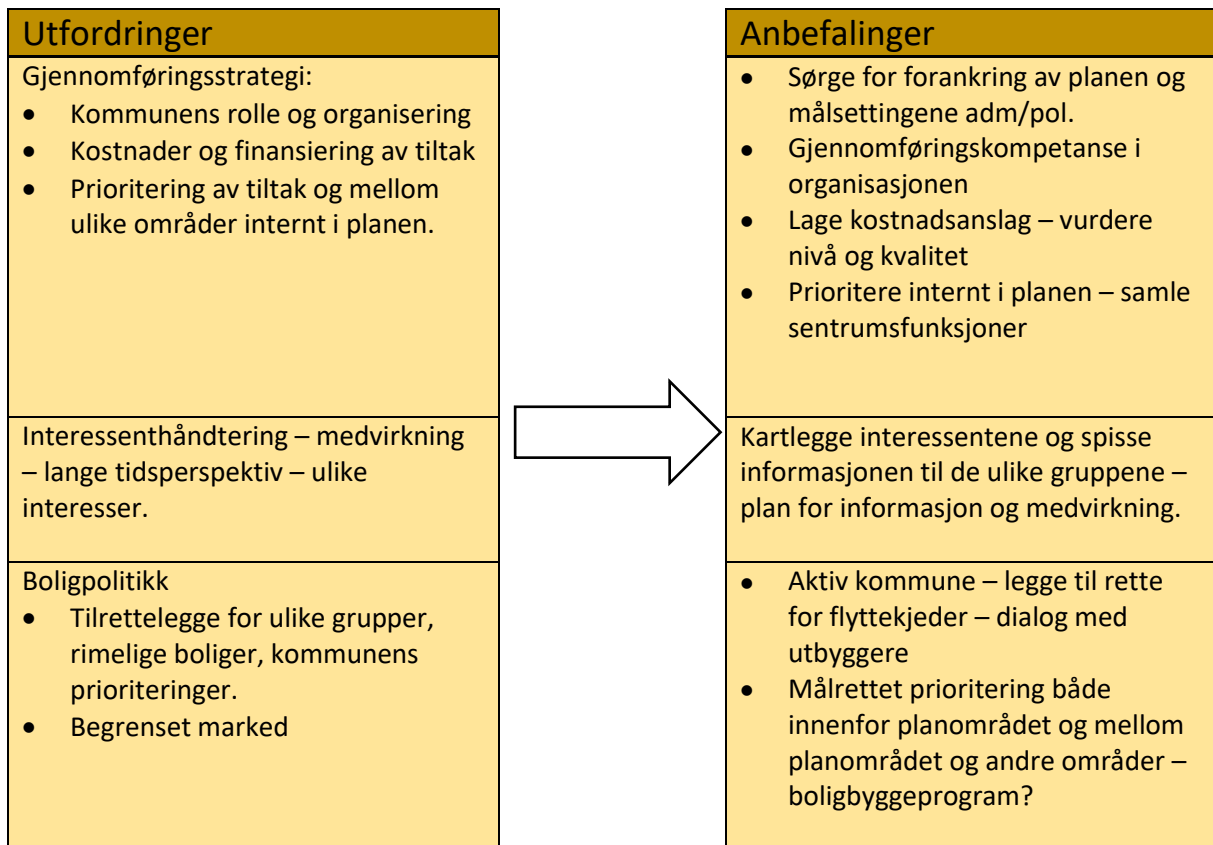 Utfordringer
Gjennomføringsstrategi:
• Kommunens rolle og organisering
• Kostnader og finansiering av tiltak
• Prioritering av tiltak og mellom
ulike områder internt i planen.
Interessenthåndtering – medvirkning
– lange tidsperspektiv – ulike
interesser.
Boligpolitikk
• Tilrettelegge for ulike grupper,
rimelige boliger, kommunens
prioriteringer.
• Begrenset marked
Anbefalinger
• Sørge for forankring av planen og
målsettingene adm/pol.
• Gjennomføringskompetanse i
organisasjonen
• Lage kostnadsanslag – vurdere
nivå og kvalitet
• Prioritere internt i planen – samle
sentrumsfunksjoner
Kartlegge interessentene og spisse
informasjonen til de ulike gruppene –
plan for informasjon og medvirkning.
• Aktiv kommune – legge til rette
for flyttekjeder – dialog med
utbyggere
• Målrettet prioritering både
innenfor planområdet og mellom
planområdet og andre områder –
boligbyggeprogram?